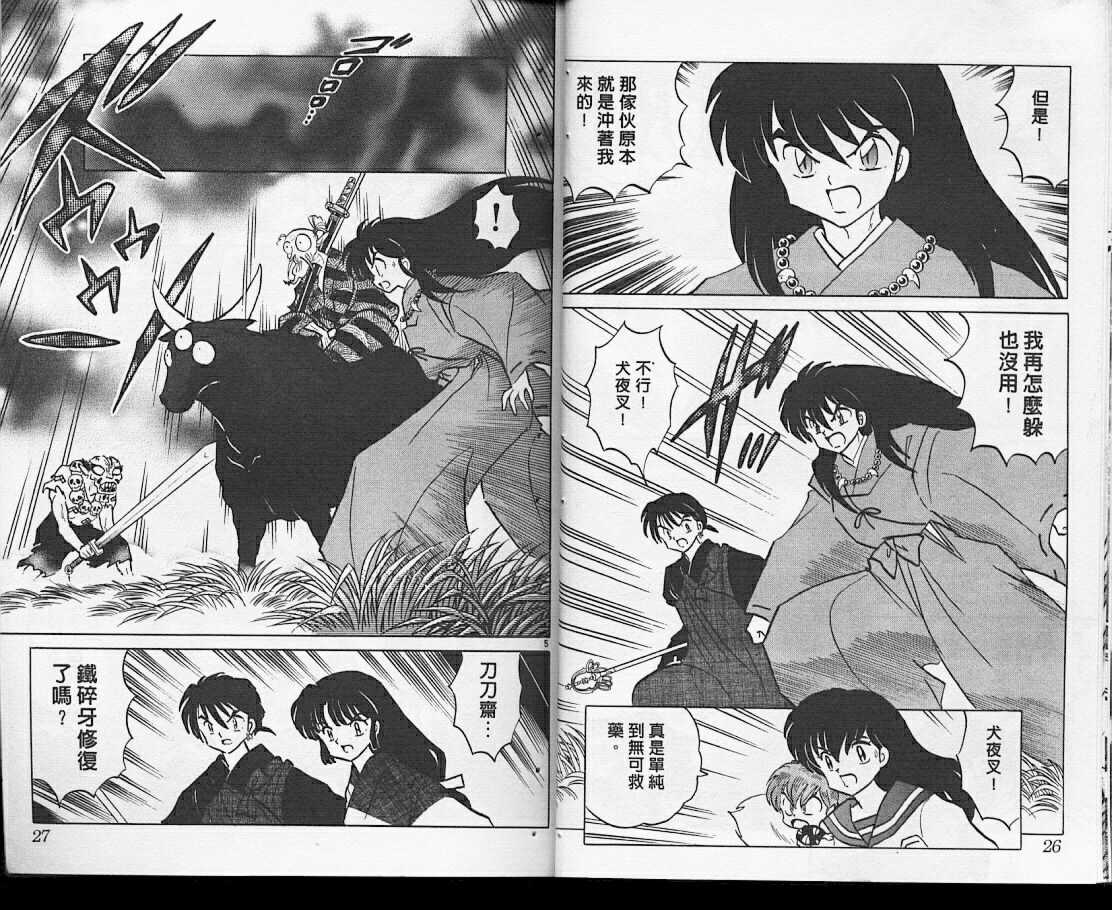 但是！
那傢伙原本
就是沖著我
來的！
我再怎麼躲
也沒用！
不行！
犬夜叉！
犬夜叉！
真是單純
到無可救
藥。
26
ゴロロ…
！
刀刀齋…
鐵碎牙修復
了嗎？
5
27